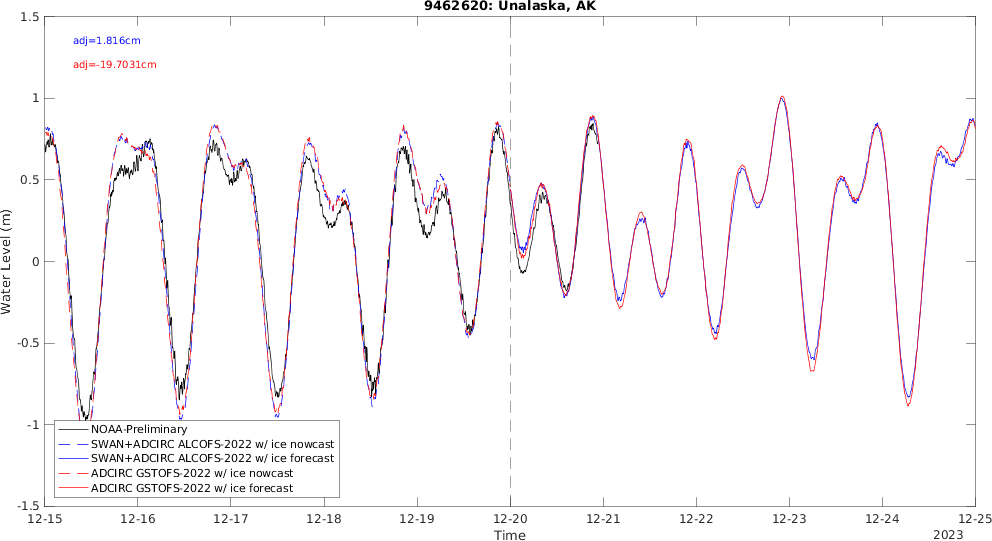 9462620: Unalaska, AK
1.5
adj=1.816cm
adj=-19.7031cm
1
0.5
0
-0.5
-1
-1.5
Water Level (m)
NOAA-Preliminary
SWAN+ADCIRC ALCOFS-2022 w/ ice nowcast
SWAN+ADCIRC ALCOFS-2022 w/ ice forecast
ADCIRC GSTOFS-2022 w/ ice nowcast
ADCIRC GSTOFS-2022 w/ ice forecast
12-15 12-16 12-17 12-18 12-19 12-20 12-21 12-22 12-23 12-24 12-25
Time
2023